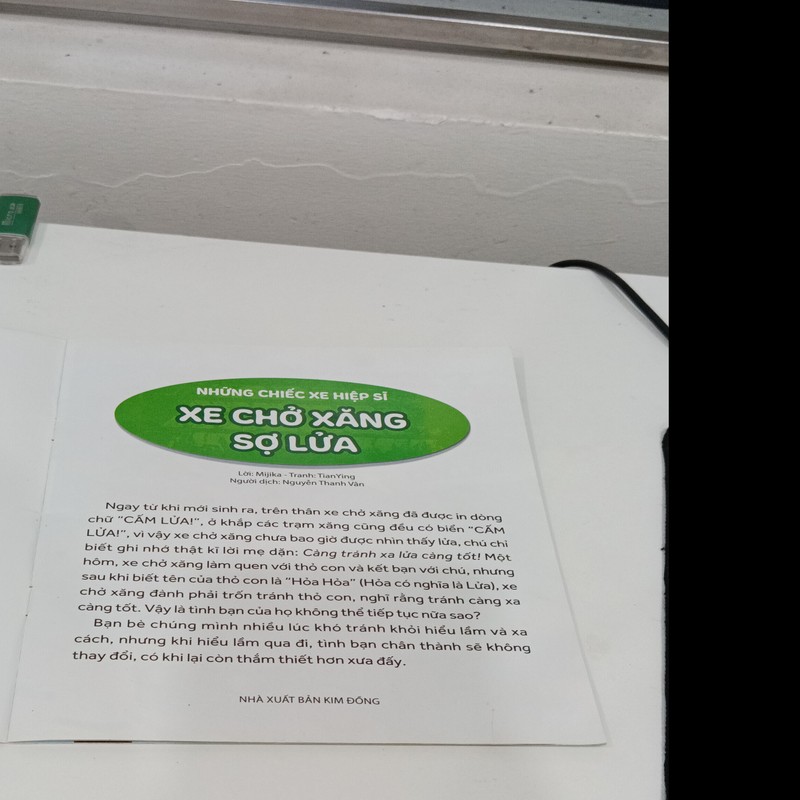 NHỮNG CHIẾC XE HIỆP SĨ
XE CHỞ XĂNG
SỢ LỬA
Lời: Mijika - Tranh: TianYing
Người dịch: Nguyễn Thanh Vân
Ngay từ khi mới sinh ra, trên thân xe chở xăng đã được in dòng
chữ “CẤM LỬA!”, ở khắp các trạm xăng cũng đều có biển “CẤM
LỬA!”, vì vậy xe chở xăng chưa bao giờ được nhìn thấy lửa, chú chỉ
biết ghi nhớ thật kĩ lời mẹ dặn: Càng tránh xa lửa càng tốt! Một
hôm, xe chở xăng làm quen với thỏ con và kết bạn với chú, nhưng
sau khi biết tên của thỏ con là “Hỏa Hỏa” (Hỏa có nghĩa là Lửa), xe
chở xăng đành phải trốn tránh thỏ con, nghĩ rằng tránh càng xa
càng tốt. Vậy là tình bạn của họ không thể tiếp tục nữa sao?
Bạn bè chúng mình nhiều lúc khó tránh khỏi hiểu lầm và xa
cách, nhưng khi hiểu lầm qua đi, tình bạn chân thành sẽ không
thay đổi, có khi lại còn thắm thiết hơn xưa đấy.
NHÀ XUẤT BẢN KIM ĐỒNG